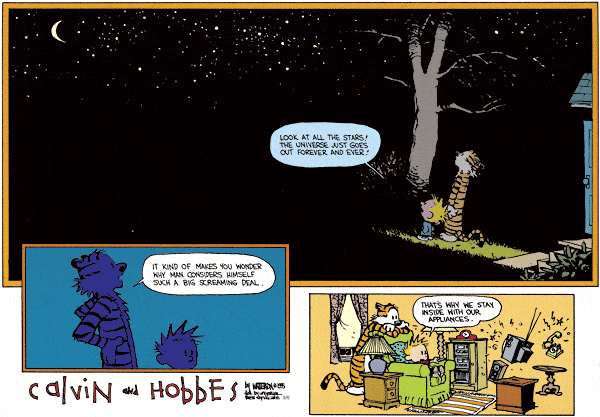 LOOK AT ALL THE STARS!
THE UNIVERSE JUST GOES
OUT FOREVER AND EVER!
IT KIND OF MAKES YOU WONDER
WHY MAN CONSIDERS HIMSELF
SUCH A BIG SCREAMING DEAL.
THAT'S WHY WE STAY
INSIDE WITH OUR
APPLIANCES.
CALVIN and HOBBES
by WATTERSON